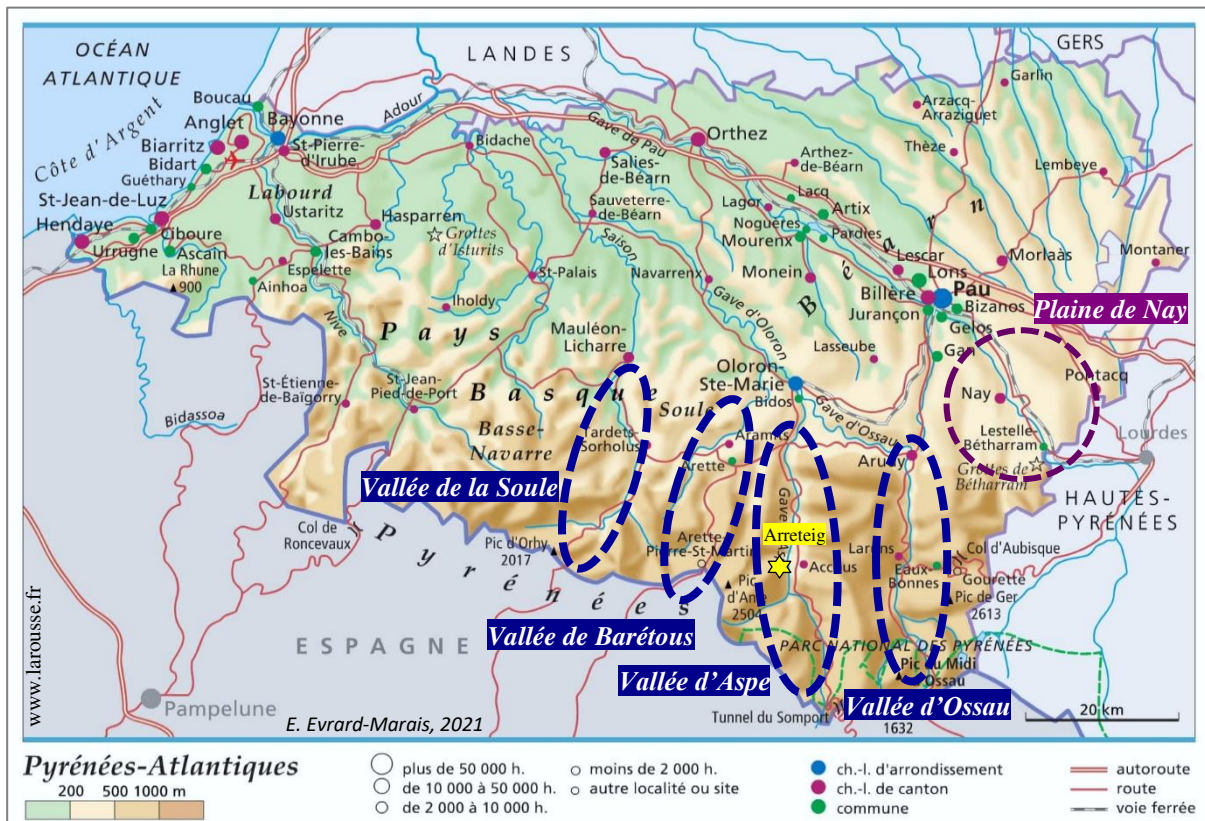 OCÉAN
ATLANTIQUE
LANDES
GERS
Côte d'Argent
Boucau
Adour
Anglet
Bayonne
Biarritz
St-Pierre-
d'Irube
Bidart
Guéthary
Labourd
St-Jean-de-Luz
Ustaritz
Hendaye
Ciboure
Urrugne
Ascain
La Rhune
900
Espelette
Ainhoa
Cambo-
les-Bains
Hasparren
Grottes
d'Isturits
Bidache
Gave de Pau
Orthez
Salies-
de-Béarn
Sauveterre-
de-Béarn
Saison
St-Palais
Navarrenx
Iholdy
Nive
Arthez-
de-Béarn
Lacq
Lagor
Artix
Noguères
Pardies
Mourenx
Monein
Béarn
Garlin
Arzacq-
Arraziguet
Thèze
Lembeye
Lescar
Lons
Morlaàs
Montaner
Pau
Billère
Bizanos
Jurançon
Gelos
Gan
Plaine de Nay
Pontacq
Nay
Lestelle-
Bétharram
Grottes de
Bétharram
Lourdes
HAUTES-
PYRÉNÉES
Pays
Basque
Mauléon-
Licharre
Gave d'Oloron
Lasseube
Oloron-
Ste-Marie
Bidos
Gave d'Ossau
St-Étienne-
de-Baïgorry
St-Jean-
Pied-de-Port
Bidassoa
Basse-
Navarre
Soule
Tardets-
Sorholus
Aramits
Arette
Arudy
Vallée de la Soule
Gave
Arreteig
Col de
Roncevaux
Pic d'Orhy
2017
Arette-
Pierre-St-Martin
Accous
Laruns
Eaux-
Bonnes
Col d'Aubisque
Gourette
Pic de Ger
2613
Pic
d'Anie
2504
Pyrénées
Vallée de Barétous
PARC NATIONAL DES PYRÉNÉES
ESPAGNE
Vallée d'Aspe
Pic du Midi
d'Ossau
Vallée d'Ossau
Pampelune
Tunnel du Somport
1632
20 km
E. Evrard-Marais, 2021
www.larousse.fr
Pyrénées-Atlantiques
200 500 1000 m
plus de 50 000 h.
de 10 000 à 50 000 h.
de 2 000 à 10 000 h.
moins de 2 000 h.
autre localité ou site
ch.-l. d'arrondissement
ch.-l. de canton
commune
autoroute
route
voie ferrée